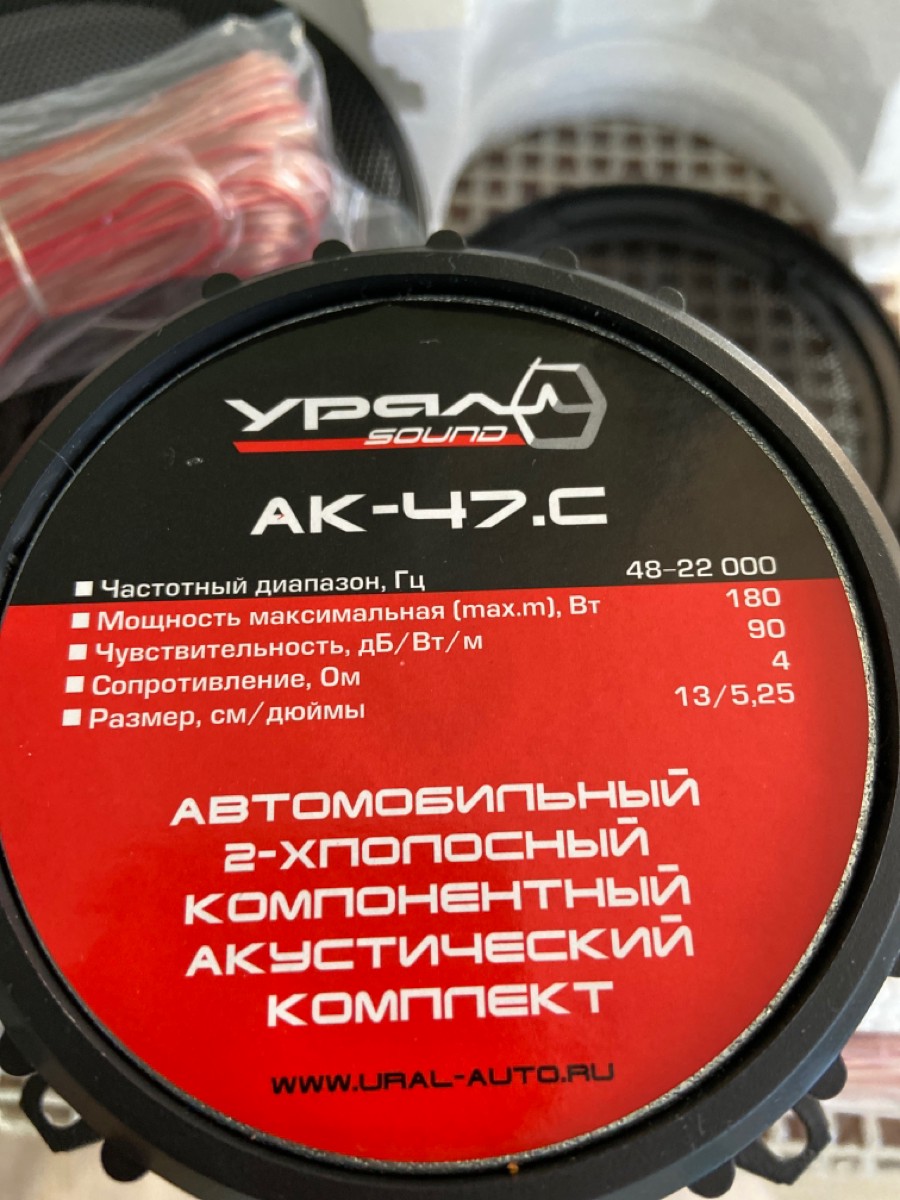 УРАЛ
SOUND
АК-47.С
Частотный диапазон, Гц 48-22 000
Мощность максимальная (max.m), Вт 180
Чувствительность, дБ/Вт/м 90
Сопротивление, Ом 4
Размер, см/дюймы 13/5,25
АВТОМОБИЛЬНЫЙ
2-ХПОЛОСНЫЙ
КОМПОНЕНТНЫЙ
АКУСТИЧЕСКИЙ
КОМПЛЕКТ
WWW.URAL-AUTO.RU